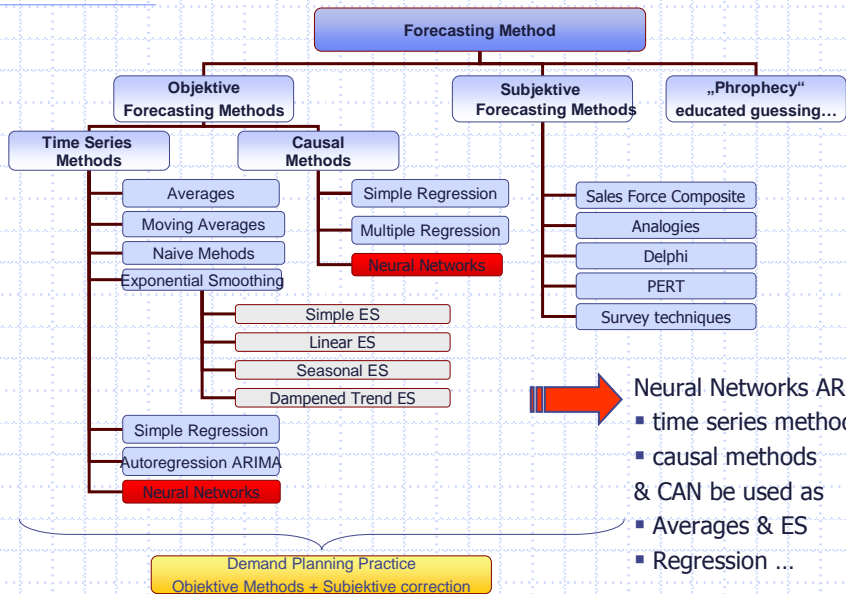 Forecasting Method
Objektive
Forecasting Methods
Subjektive
Forecasting Methods
„Phrophecy“
educated guessing…
Time Series
Methods
Causal
Methods
Averages
Moving Averages
Naive Mehods
Exponential Smoothing
Simple ES
Linear ES
Seasonal ES
Dampened Trend ES
Simple Regression
Autoregression ARIMA
Neural Networks
Simple Regression
Multiple Regression
Neural Networks
Sales Force Composite
Analogies
Delphi
PERT
Survey techniques
Neural Networks AR
▪ time series method
▪ causal methods
& CAN be used as
▪ Averages & ES
▪ Regression …
Demand Planning Practice
Objektive Methods + Subjektive correction